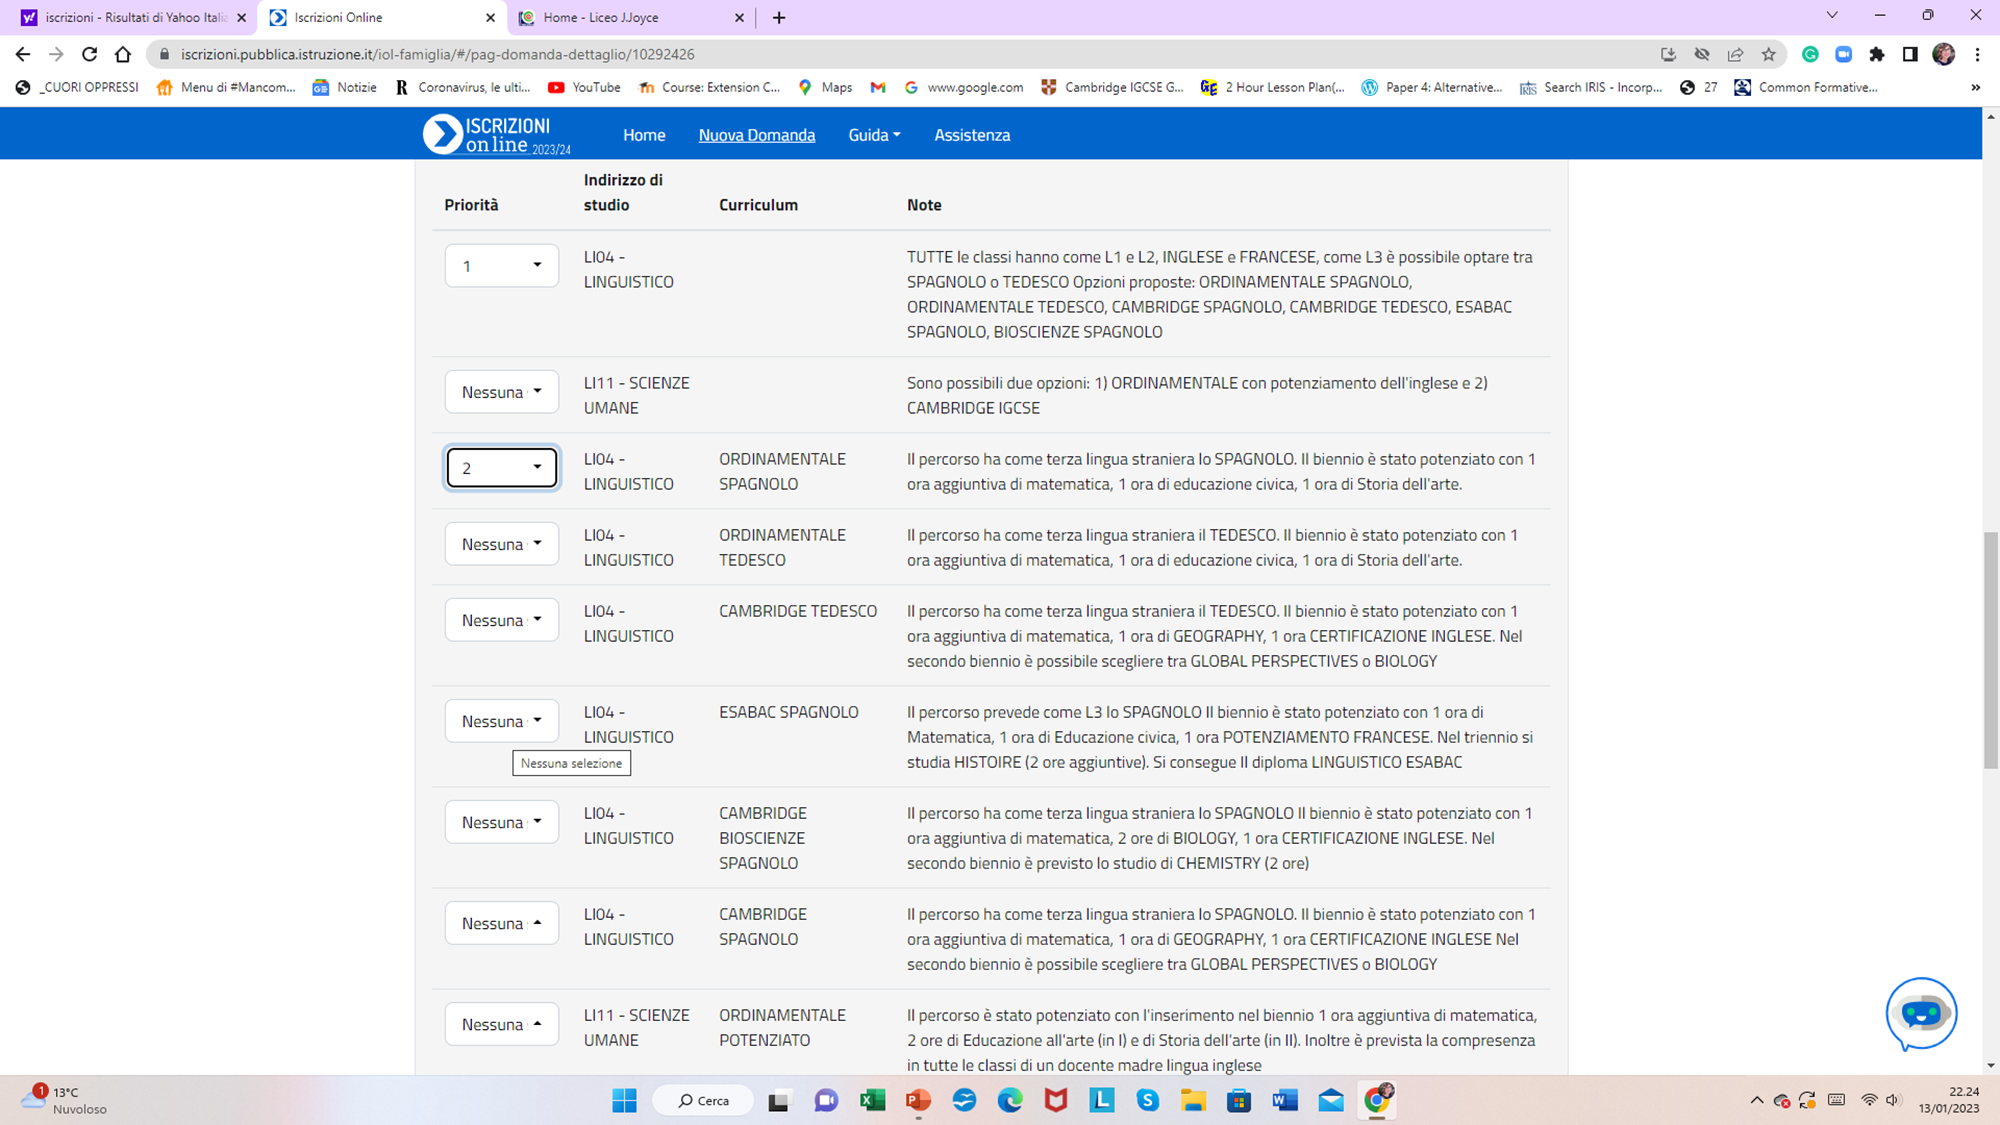 iscrizioni - Risultati di Yahoo Italia
Iscrizioni Online
Home - Liceo J.Joyce
iscrizioni.pubblica.istruzione.it/iol-famiglia/#/pag-domanda-dettaglio/10292426
_CUORI OPPRESSI
Menu di #Mancom...
Notizie
Coronavirus, le ulti...
YouTube
Course: Extension C...
Maps
www.google.com
Cambridge IGCSE G...
2 Hour Lesson Plan(...
Paper 4: Alternative...
Search IRIS - Incorp...
27
Common Formative...
»
ISCRIZIONI
on line 2023/24
Home
Nuova Domanda
Guida
Assistenza
Priorità
Indirizzo di
studio
Curriculum
Note
1
LI04 -
LINGUISTICO
TUTTE le classi hanno come L1 e L2, INGLESE e FRANCESE, come L3 è possibile optare tra
SPAGNOLO o TEDESCO Opzioni proposte: ORDINAMENTALE SPAGNOLO,
ORDINAMENTALE TEDESCO, CAMBRIDGE SPAGNOLO, CAMBRIDGE TEDESCO, ESABAC
SPAGNOLO, BIOSCIENZE SPAGNOLO
Nessuna
LI11 - SCIENZE
UMANE
Sono possibili due opzioni: 1) ORDINAMENTALE con potenziamento dell'inglese e 2)
CAMBRIDGE IGCSE
2
LI04 -
LINGUISTICO
ORDINAMENTALE
SPAGNOLO
Il percorso ha come terza lingua straniera lo SPAGNOLO. Il biennio è stato potenziato con 1
ora aggiuntiva di matematica, 1 ora di educazione civica, 1 ora di Storia dell'arte.
Nessuna
LI04 -
LINGUISTICO
ORDINAMENTALE
TEDESCO
Il percorso ha come terza lingua straniera il TEDESCO. Il biennio è stato potenziato con 1
ora aggiuntiva di matematica, 1 ora di educazione civica, 1 ora di Storia dell'arte.
Nessuna
LI04 -
LINGUISTICO
CAMBRIDGE TEDESCO
Il percorso ha come terza lingua straniera il TEDESCO. Il biennio è stato potenziato con 1
ora aggiuntiva di matematica, 1 ora di GEOGRAPHY, 1 ora CERTIFICAZIONE INGLESE. Nel
secondo biennio è possibile scegliere tra GLOBAL PERSPECTIVES o BIOLOGY
Nessuna
LI04 -
LINGUISTICO
ESABAC SPAGNOLO
Il percorso prevede come L3 lo SPAGNOLO Il biennio è stato potenziato con 1 ora di
Matematica, 1 ora di Educazione civica, 1 ora POTENZIAMENTO FRANCESE. Nel triennio si
studia HISTOIRE (2 ore aggiuntive). Si consegue Il diploma LINGUISTICO ESABAC
Nessuna selezione
Nessuna
LI04 -
LINGUISTICO
CAMBRIDGE
BIOSCIENZE
SPAGNOLO
Il percorso ha come terza lingua straniera lo SPAGNOLO Il biennio è stato potenziato con 1
ora aggiuntiva di matematica, 2 ore di BIOLOGY, 1 ora CERTIFICAZIONE INGLESE. Nel
secondo biennio è previsto lo studio di CHEMISTRY (2 ore)
Nessuna
LI04 -
LINGUISTICO
CAMBRIDGE
SPAGNOLO
Il percorso ha come terza lingua straniera lo SPAGNOLO. Il biennio è stato potenziato con 1
ora aggiuntiva di matematica, 1 ora di GEOGRAPHY, 1 ora CERTIFICAZIONE INGLESE Nel
secondo biennio è possibile scegliere tra GLOBAL PERSPECTIVES o BIOLOGY
Nessuna
LI11 - SCIENZE
UMANE
ORDINAMENTALE
POTENZIATO
Il percorso è stato potenziato con l'inserimento nel biennio 1 ora aggiuntiva di matematica,
2 ore di Educazione all'arte (in I) e di Storia dell'arte (in II). Inoltre è prevista la compresenza
in tutte le classi di un docente madre lingua inglese
1
13°C
Nuvoloso
Cerca
22.24
13/01/2023